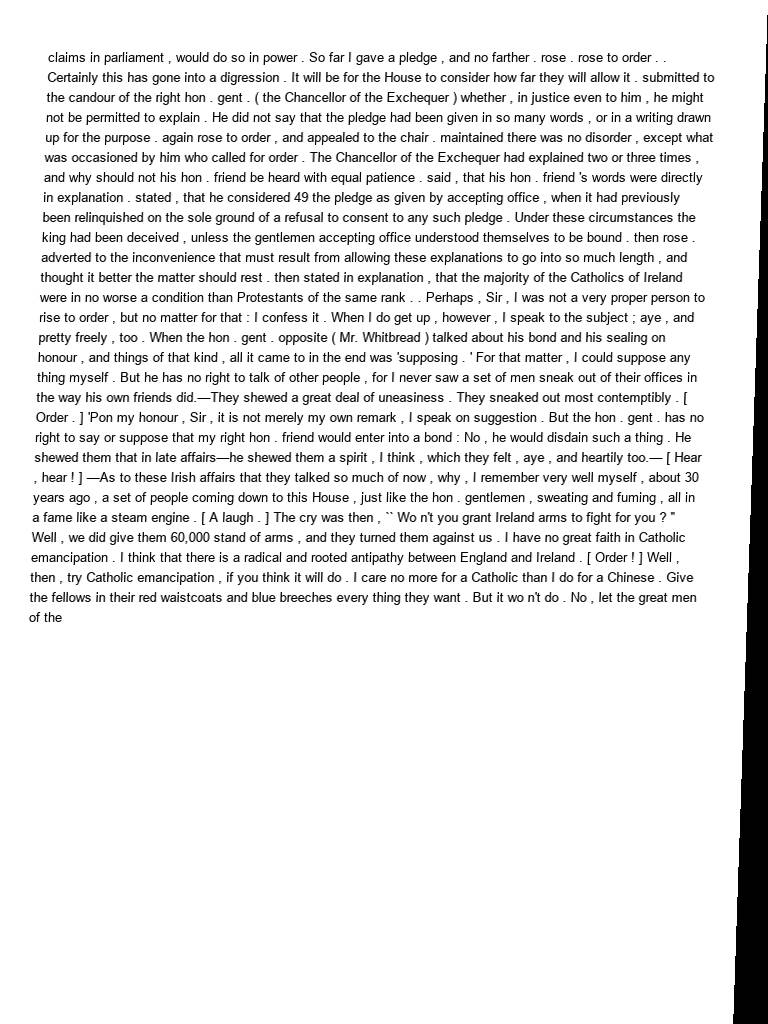 claims in parliament , would do so in power . So far I gave a pledge , and no farther . rose . rose to order . .
Certainly this has gone into a digression . It will be for the House to consider how far they will allow it . submitted to
the candour of the right hon . gent . ( the Chancellor of the Exchequer ) whether , in justice even to him , he might
not be permitted to explain . He did not say that the pledge had been given in so many words , or in a writing drawn
up for the purpose . again rose to order , and appealed to the chair . maintained there was no disorder , except what
was occasioned by him who called for order . The Chancellor of the Exchequer had explained two or three times ,
and why should not his hon . friend be heard with equal patience . said , that his hon . friend 's words were directly
in explanation . stated , that he considered 49 the pledge as given by accepting office , when it had previously
been relinquished on the sole ground of a refusal to consent to any such pledge . Under these circumstances the
king had been deceived , unless the gentlemen accepting office understood themselves to be bound . then rose .
adverted to the inconvenience that must result from allowing these explanations to go into so much length , and
thought it better the matter should rest . then stated in explanation , that the majority of the Catholics of Ireland
were in no worse a condition than Protestants of the same rank . . Perhaps , Sir , I was not a very proper person to
rise to order , but no matter for that : I confess it . When I do get up , however , I speak to the subject ; aye , and
pretty freely , too . When the hon . gent . opposite ( Mr. Whitbread ) talked about his bond and his sealing on
honour , and things of that kind , all it came to in the end was 'supposing . ' For that matter , I could suppose any
thing myself . But he has no right to talk of other people , for I never saw a set of men sneak out of their offices in
the way his own friends did.—They shewed a great deal of uneasiness . They sneaked out most contemptibly . [
Order . ] 'Pon my honour , Sir , it is not merely my own remark , I speak on suggestion . But the hon . gent . has no
right to say or suppose that my right hon . friend would enter into a bond : No , he would disdain such a thing . He
shewed them that in late affairs—he shewed them a spirit , I think , which they felt , aye , and heartily too.— [ Hear
, hear ! ] —As to these Irish affairs that they talked so much of now , why , I remember very well myself , about 30
years ago , a set of people coming down to this House , just like the hon . gentlemen , sweating and fuming , all in
a fame like a steam engine . [ A laugh . ] The cry was then , `` Wo n't you grant Ireland arms to fight for you ? "
Well , we did give them 60,000 stand of arms , and they turned them against us . I have no great faith in Catholic
emancipation . I think that there is a radical and rooted antipathy between England and Ireland . [ Order ! ] Well ,
then , try Catholic emancipation , if you think it will do . I care no more for a Catholic than I do for a Chinese . Give
the fellows in their red waistcoats and blue breeches every thing they want . But it wo n't do . No , let the great men
of the